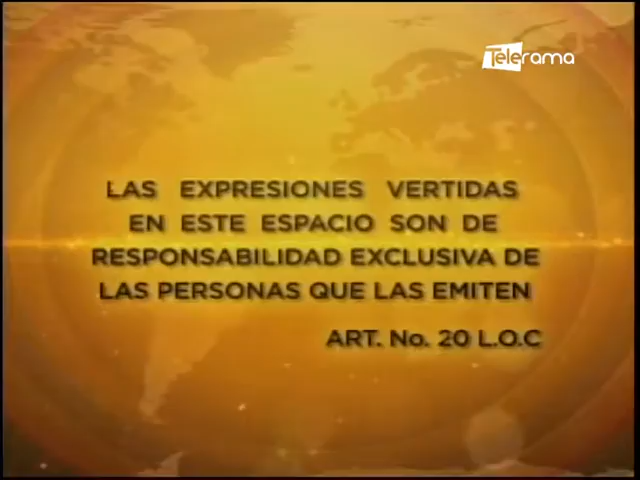 Telerama
LAS EXPRESIONES VERTIDAS
EN ESTE ESPACIO SON DE
RESPONSABILIDAD EXCLUSIVA DE
LAS PERSONAS QUE LAS EMITEN
ART. No. 20 L.O.C